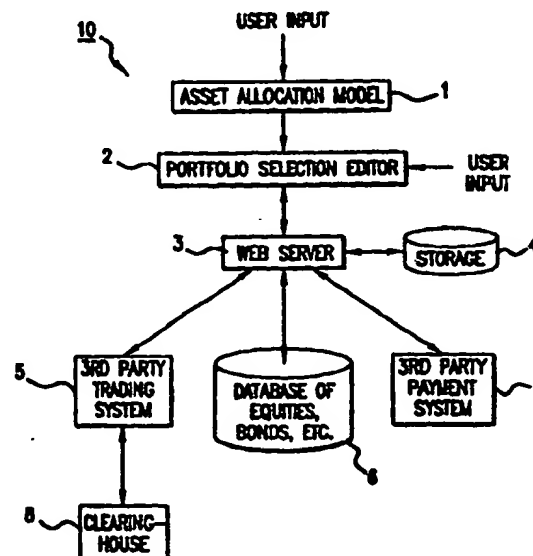 USER INPUT
10
ASSET ALLOCATION MODEL
1
2
PORTFOLIO SELECTION EDITOR
USER
INPUT
3
WEB SERVER
STORAGE
5
3RD PARTY
TRADING
SYSTEM
DATABASE OF
EQUITIES,
BONDS, ETC.
3RD PARTY
PAYMENT
SYSTEM
6
8
CLEARING
HOUSE